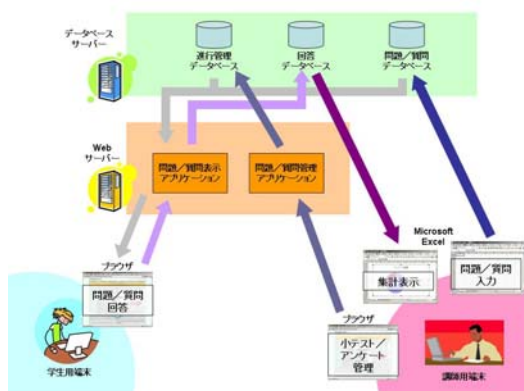 データベース
サーバー
進行管理
データベース
回答
データベース
問題／質問
データベース
Web
サーバー
問題／質問表示
アプリケーション
問題／質問管理
アプリケーション
Microsoft
Excel
ブラウザ
問題／質問
回答
集計表示
問題／質問
入力
ブラウザ
小テスト／
アンケート
管理
学生用端末
講師用端末